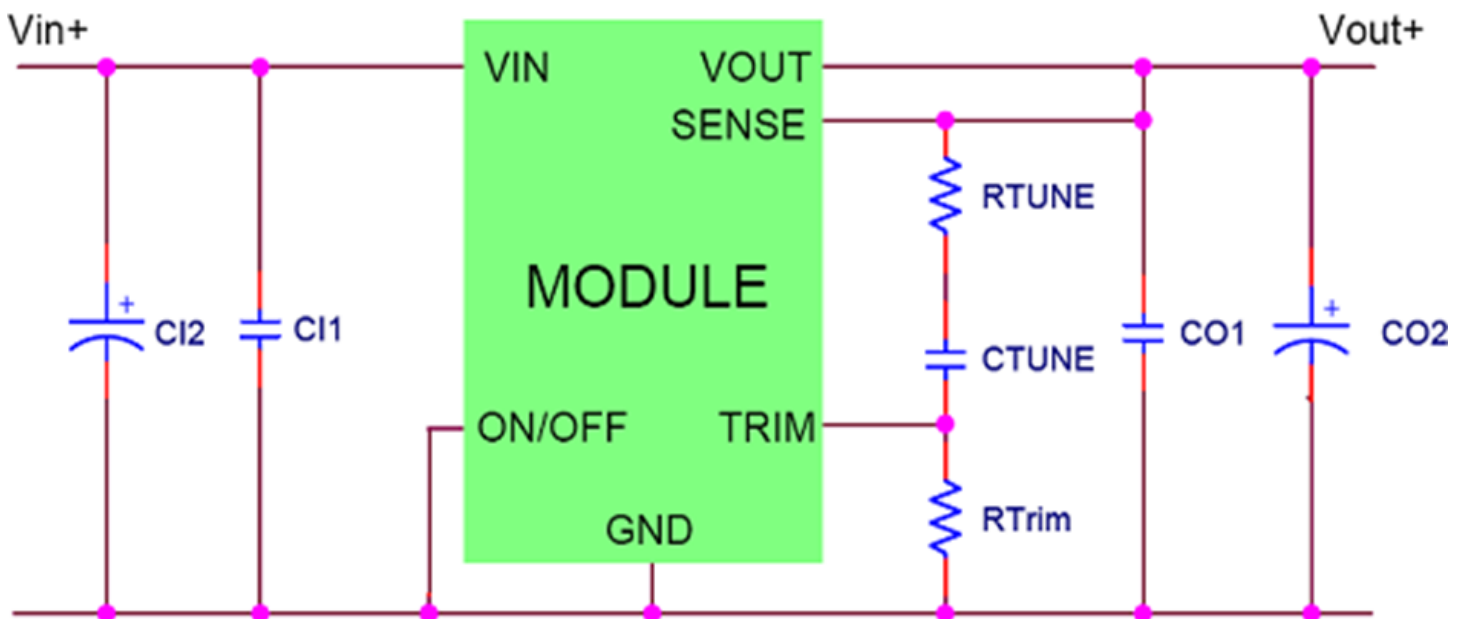 Vin+
Vout+
VIN
VOUT
SENSE
RTUNE
MODULE
+
CI2
CI1
CTUNE
CO1
+
CO2
ON/OFF
TRIM
RTrim
GND